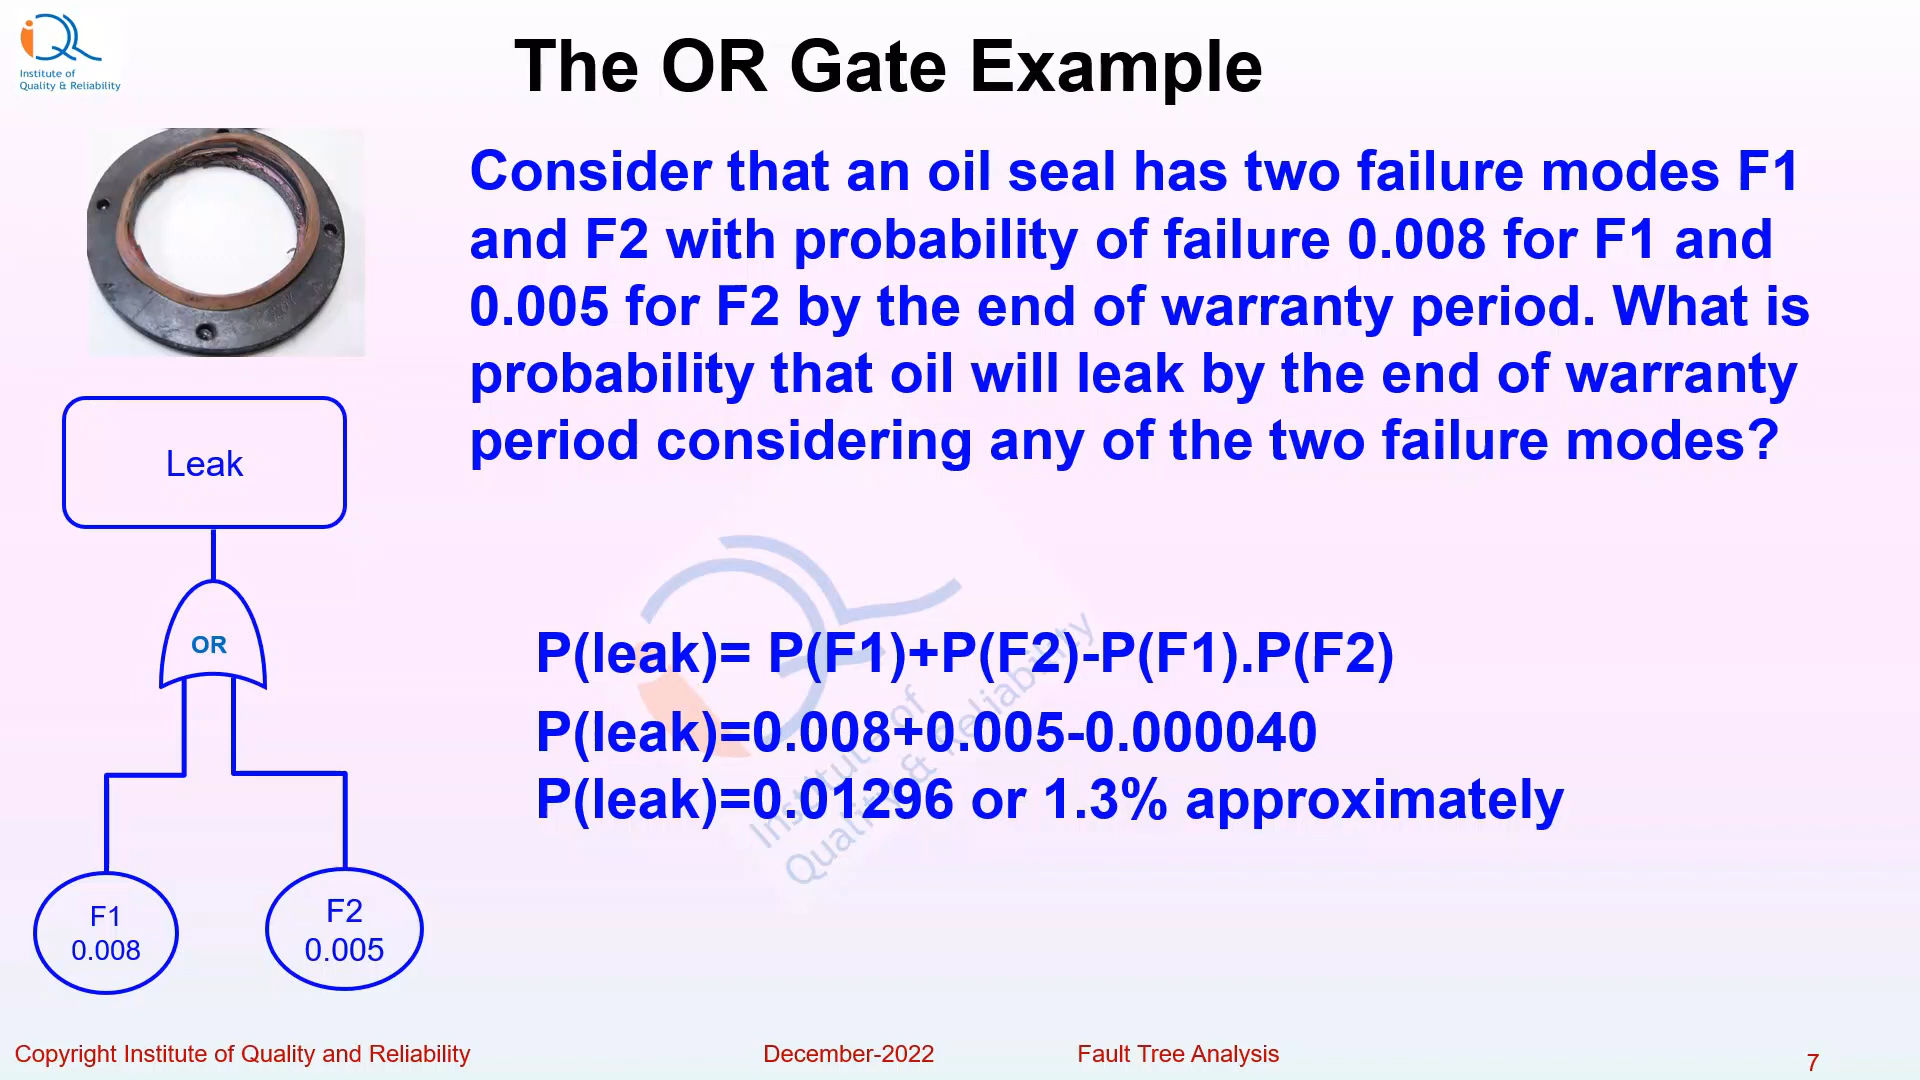 Institute of
Quality & Reliability
The OR Gate Example
Consider that an oil seal has two failure modes F1
and F2 with probability of failure 0.008 for F1 and
0.005 for F2 by the end of warranty period. What is
probability that oil will leak by the end of warranty
period considering any of the two failure modes?
Leak
OR
F1
0.008
F2
0.005
P(leak)= P(F1)+P(F2)-P(F1).P(F2)
P(leak)=0.008+0.005-0.000040
P(leak)=0.01296 or 1.3% approximately
Institute of
Quality & Reliability
Copyright Institute of Quality and Reliability
December-2022
Fault Tree Analysis
7